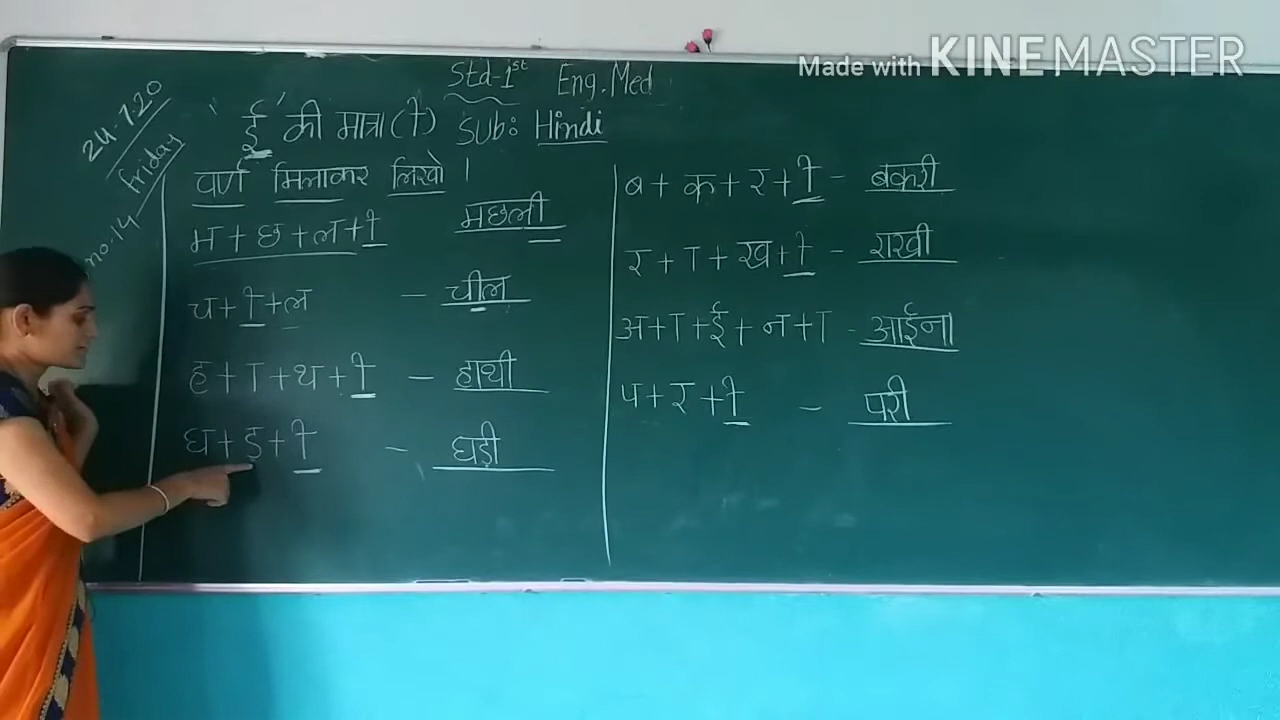 Made with KINEMASTER
Std-1st Eng.Med
24-7.20
Friday
no.14
'ई' की मात्रा (ी) Sub: Hindi
वर्ण मिलाकर लिखो ।
म + छ + ल + ी मछली
च + ी + ल - चील
ह + ा + थ + ी - हाथी
घ + ड़ + ी - घड़ी
ब + क + र + ी - बकरी
र + ा + ख + ी - राखी
अ + ा + ई + न + ा - आईना
प + र + ी - परी